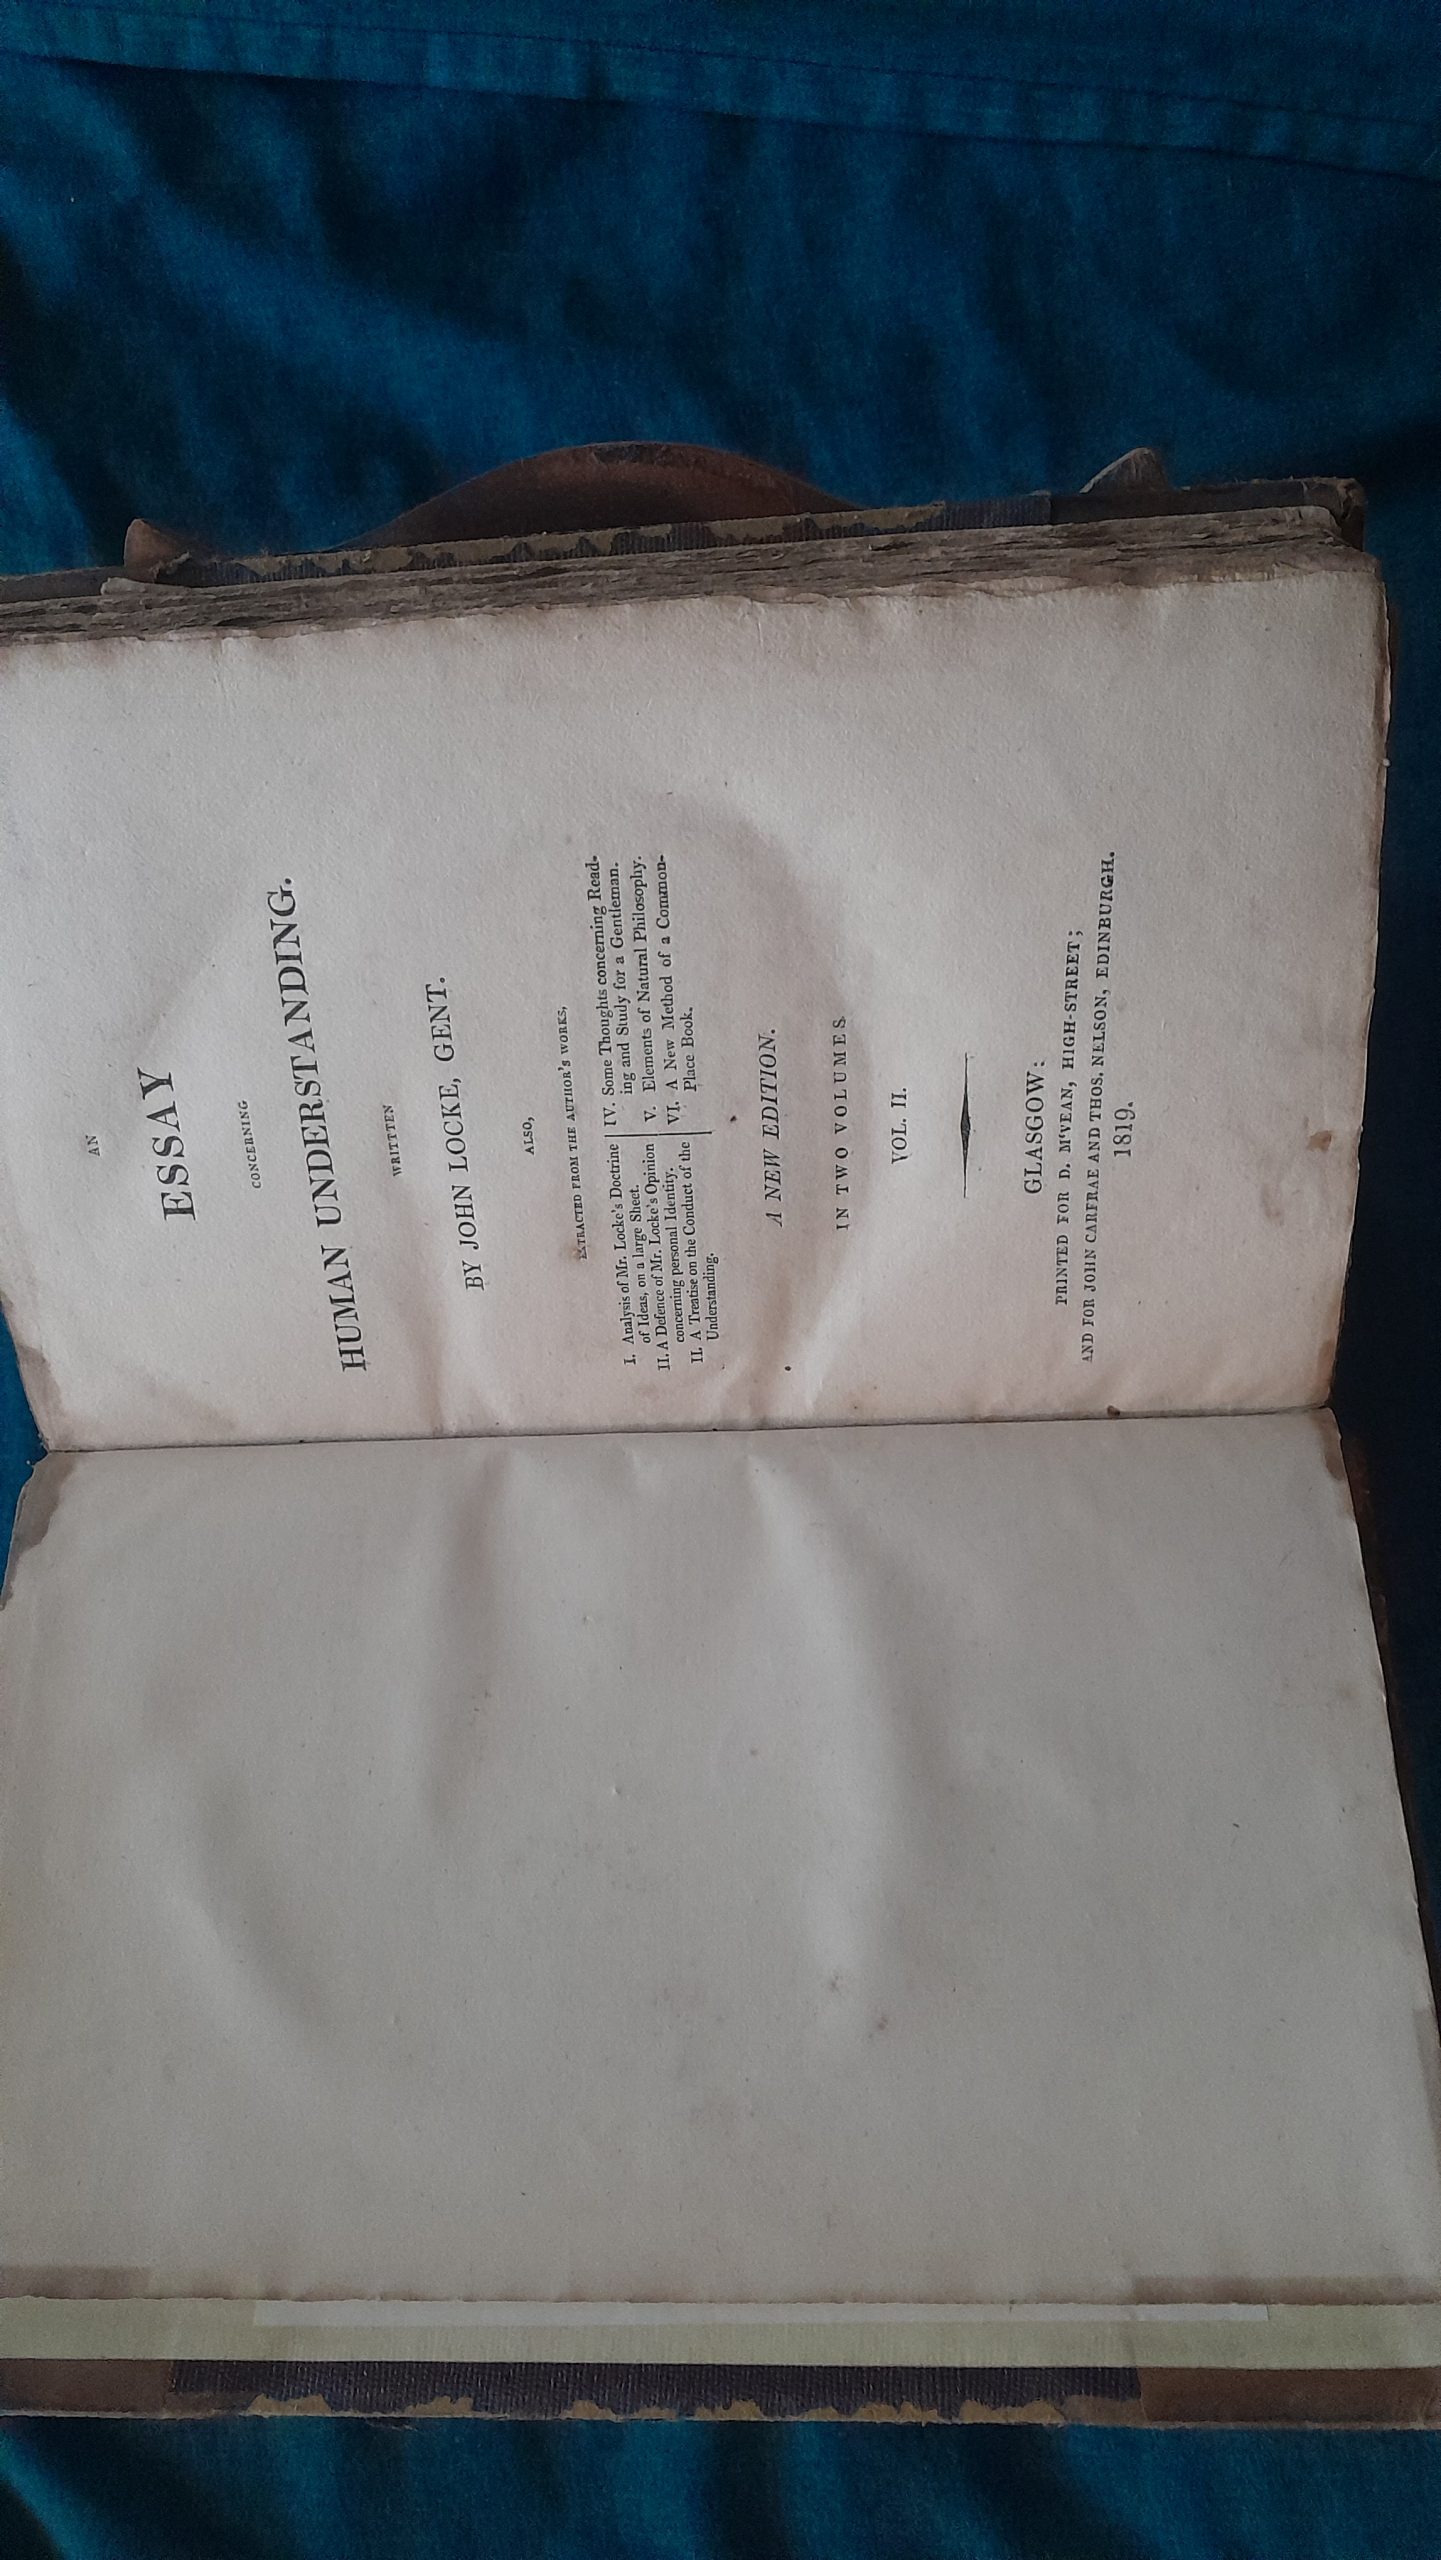 AN
ESSAY
CONCERNING
HUMAN UNDERSTANDING.
WRITTTEN
BY JOHN LOCKE, GENT.
ALSO,
EXTRACTED FROM THE AUTHOR'S WORKS,
I. Analysis of Mr. Locke's Doctrine
of Ideas, on a large Sheet.
II. A Defence of Mr. Locke's Opinion
concerning personal Identity.
II. A Treatise on the Conduct of the
Understanding.
IV. Some Thoughts concerning Read-
ing and Study for a Gentleman.
V. Elements of Natural Philosophy.
VI. A New Method of a Common-
Place Book.
A NEW EDITION.
IN TWO VOLUMES
VOL. II.
GLASGOW:
PRINTED FOR D. M'VEAN, HIGH-STREET;
AND FOR JOHN CARFRAE AND THOS. NELSON, EDINBURGH.
1819.